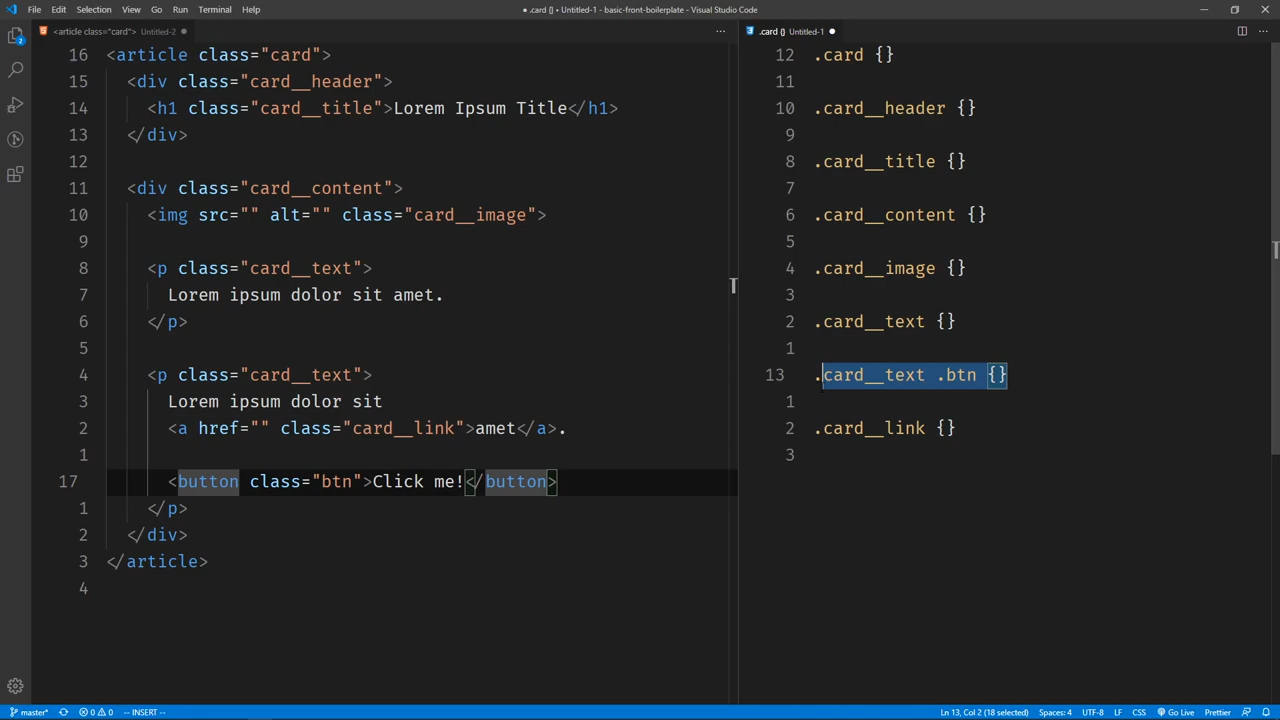 File Edit Selection View Go Run Terminal Help
● .card {} Untitled-1 - basic-front-boilerplate - Visual Studio Code
2
<article class="card"> Untitled-2 ●
16 <article class="card">
15 <div class="card__header">
14 <h1 class="card__title">Lorem Ipsum Title</h1>
13 </div>
12
11 <div class="card__content">
10 <img src="" alt="" class="card__image">
9
8 <p class="card__text">
7 Lorem ipsum dolor sit amet.
6 </p>
5
4 <p class="card__text">
3 Lorem ipsum dolor sit
2 <a href="" class="card__link">amet</a>.
1
17 <button class="btn">Click me!</button>
1 </p>
2 </div>
3 </article>
4
.card {} Untitled-1 ●
12 .card {}
11
10 .card__header {}
9
8 .card__title {}
7
6 .card__content {}
5
4 .card__image {}
3
2 .card__text {}
1
13 .card__text .btn {}
1
2 .card__link {}
3
master* 0 0 -- INSERT --
Ln 13, Col 2 (18 selected) Spaces: 4 UTF-8 LF CSS Go Live Prettier